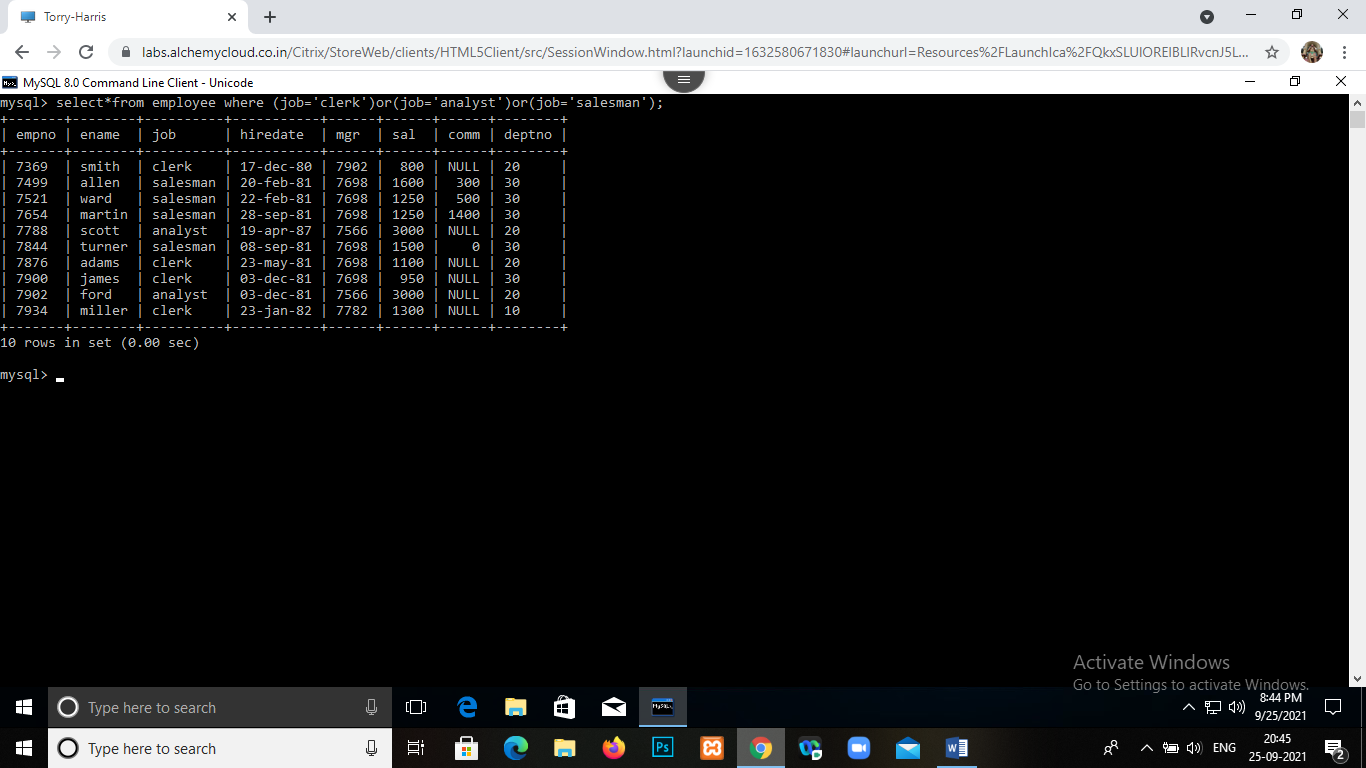 Torry-Harris
labs.alchemycloud.co.in/Citrix/StoreWeb/clients/HTML5Client/src/SessionWindow.html?launchid=1632580671830#launchurl=Resources%2FLaunchIca%2FQkxSLUlOREIBLlRvcnJ5L...
MySQL 8.0 Command Line Client - Unicode
mysql> select*from employee where (job='clerk')or(job='analyst')or(job='salesman');
+-------+--------+----------+-----------+------+------+------+--------+
| empno | ename  | job      | hiredate  | mgr  | sal  | comm | deptno |
+-------+--------+----------+-----------+------+------+------+--------+
| 7369  | smith  | clerk    | 17-dec-80 | 7902 |  800 | NULL | 20     |
| 7499  | allen  | salesman | 20-feb-81 | 7698 | 1600 |  300 | 30     |
| 7521  | ward   | salesman | 22-feb-81 | 7698 | 1250 |  500 | 30     |
| 7654  | martin | salesman | 28-sep-81 | 7698 | 1250 | 1400 | 30     |
| 7788  | scott  | analyst  | 19-apr-87 | 7566 | 3000 | NULL | 20     |
| 7844  | turner | salesman | 08-sep-81 | 7698 | 1500 |    0 | 30     |
| 7876  | adams  | clerk    | 23-may-81 | 7698 | 1100 | NULL | 20     |
| 7900  | james  | clerk    | 03-dec-81 | 7698 |  950 | NULL | 30     |
| 7902  | ford   | analyst  | 03-dec-81 | 7566 | 3000 | NULL | 20     |
| 7934  | miller | clerk    | 23-jan-82 | 7782 | 1300 | NULL | 10     |
+-------+--------+----------+-----------+------+------+------+--------+
10 rows in set (0.00 sec)
mysql>
Activate Windows
Go to Settings to activate Windows.
Type here to search
MySQL
8:44 PM
9/25/2021
Type here to search
Ps
ENG
20:45
25-09-2021
2